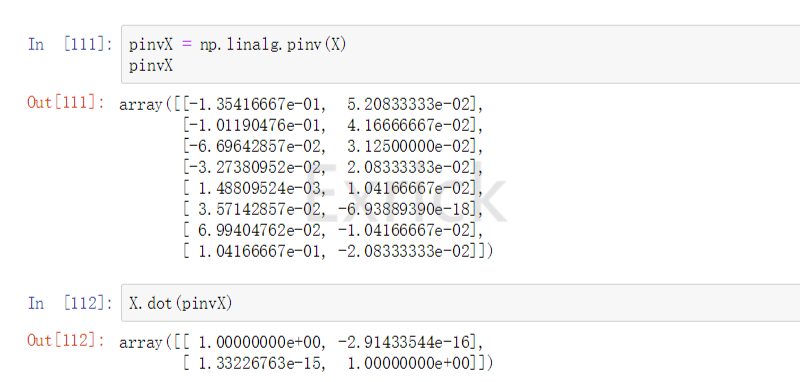 In [111]: pinvX = np.linalg.pinv(X)
pinvX
Out[111]: array([[-1.35416667e-01, 5.20833333e-02],
[-1.01190476e-01, 4.16666667e-02],
[-6.69642857e-02, 3.12500000e-02],
[-3.27380952e-02, 2.08333333e-02],
[ 1.48809524e-03, 1.04166667e-02],
[ 3.57142857e-02, -6.93889390e-18],
[ 6.99404762e-02, -1.04166667e-02],
[ 1.04166667e-01, -2.08333333e-02]])
Exrick
In [112]: X.dot(pinvX)
Out[112]: array([[ 1.00000000e+00, -2.91433544e-16],
[ 1.33226763e-15, 1.00000000e+00]])